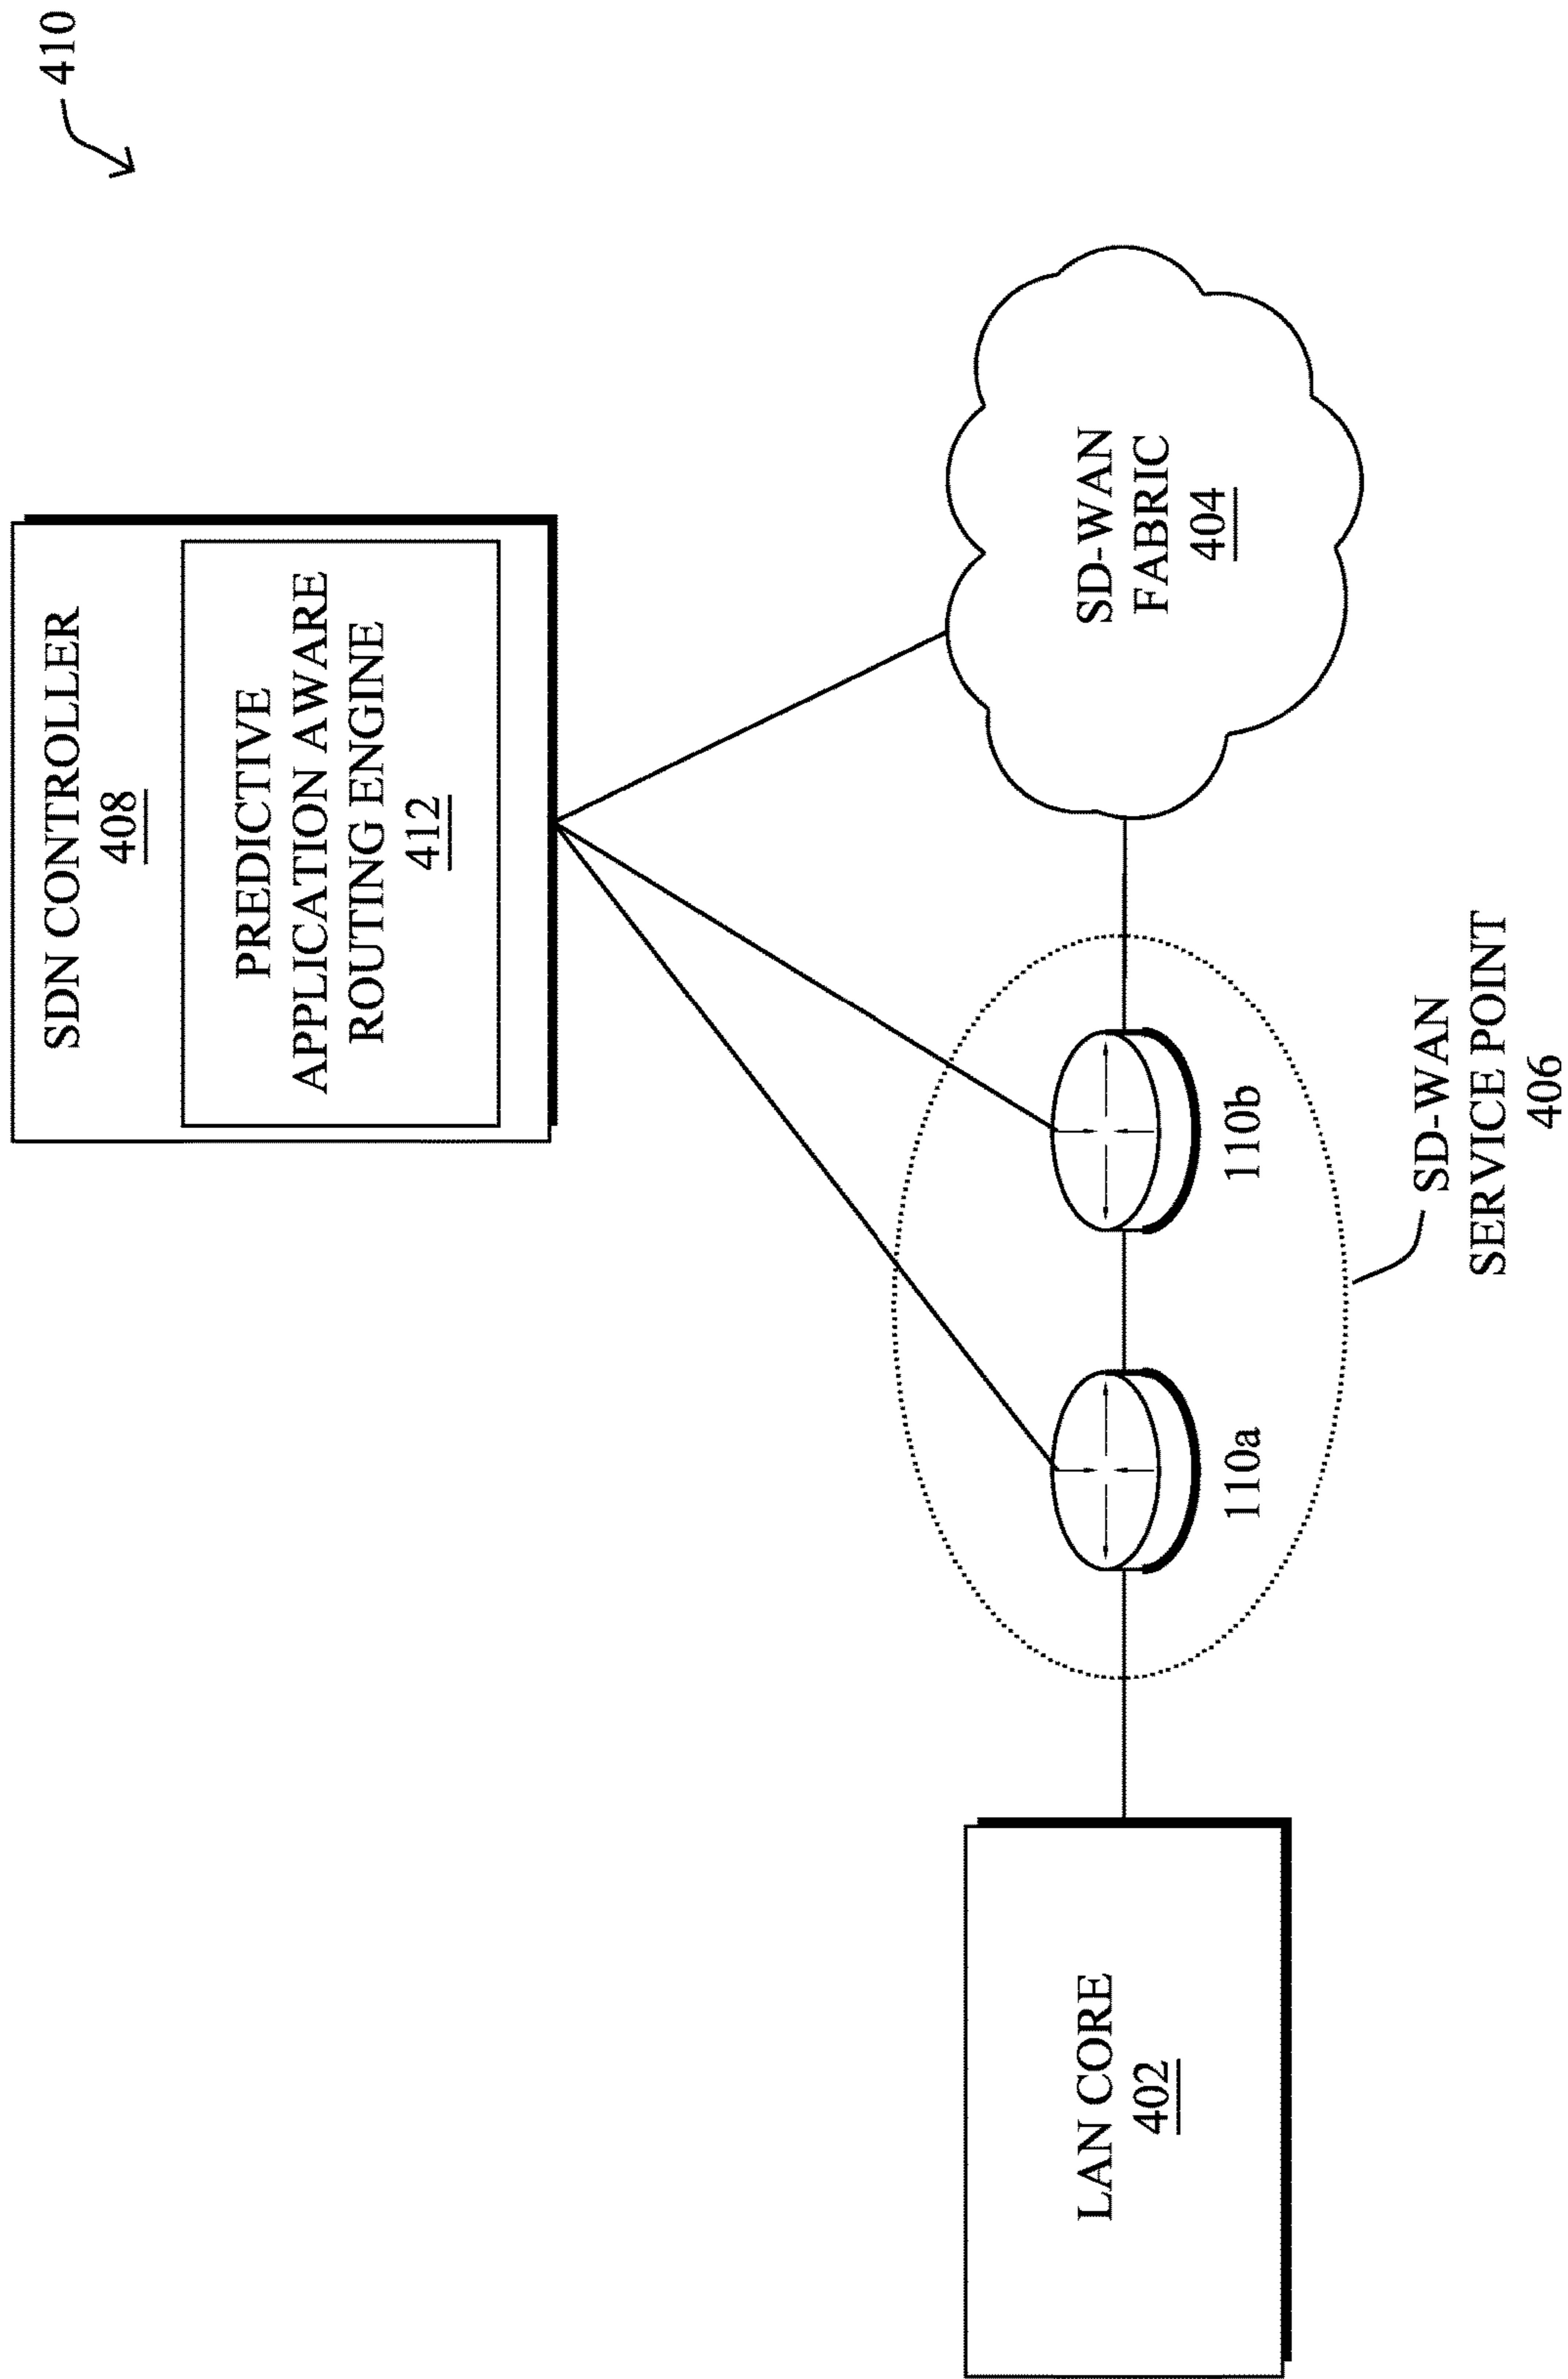 410
SDN CONTROLLER
408
PREDICTIVE
APPLICATION AWARE
ROUTING ENGINE
412
LAN CORE
402
110a
110b
SD-WAN
FABRIC
404
SD-WAN
SERVICE POINT
406